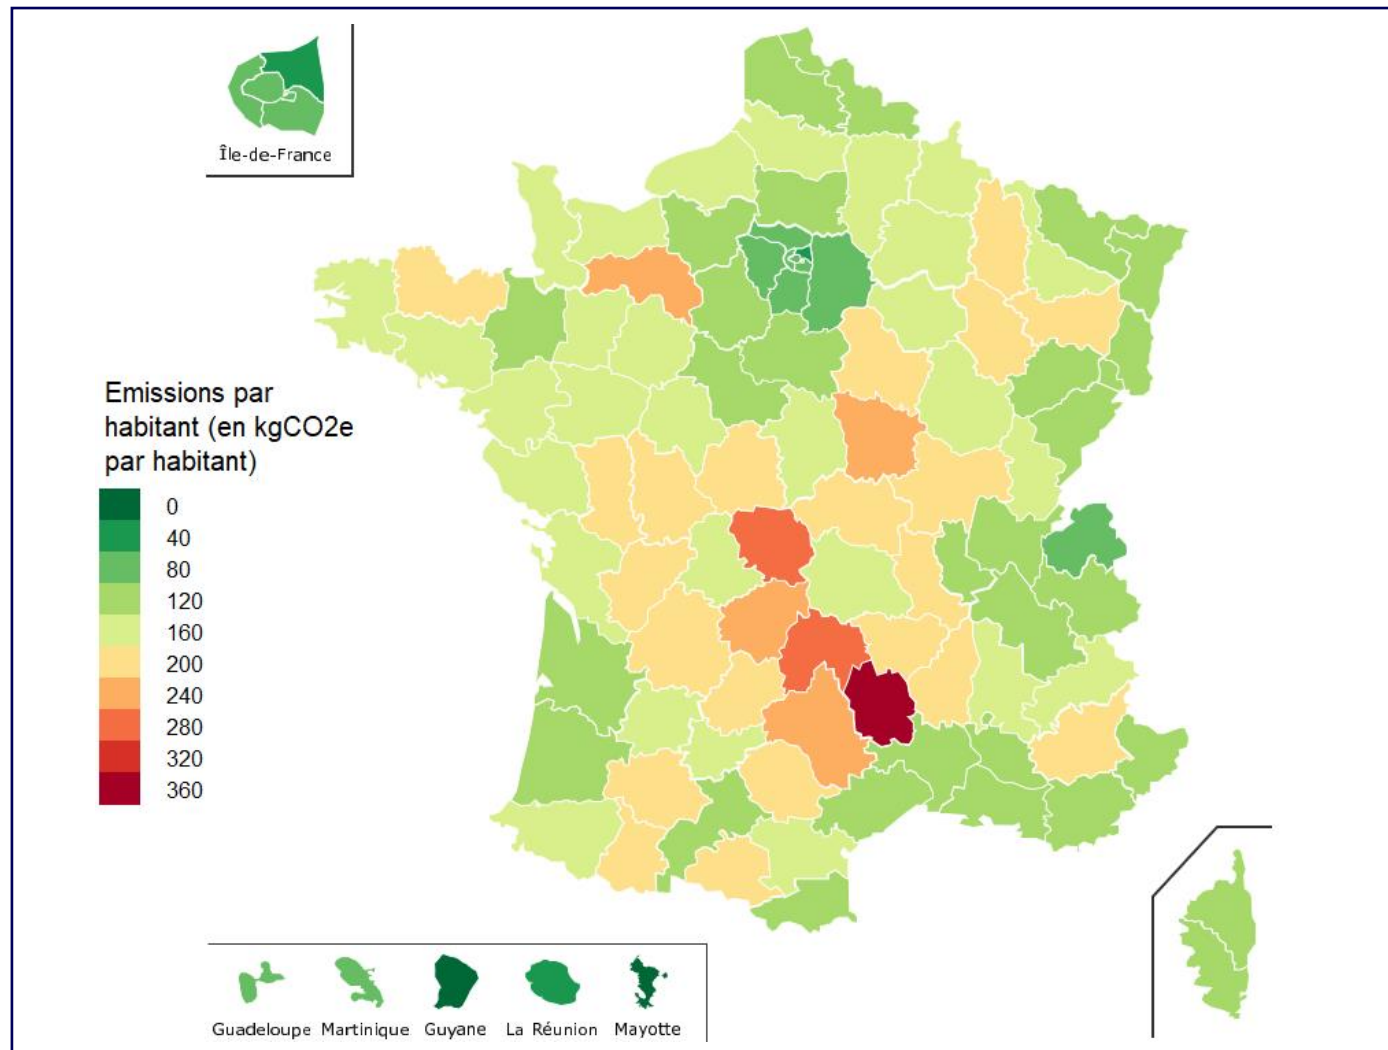 Île-de-France
Emissions par
habitant (en kgCO2e
par habitant)
0
40
80
120
160
200
240
280
320
360
Guadeloupe Martinique Guyane La Réunion Mayotte